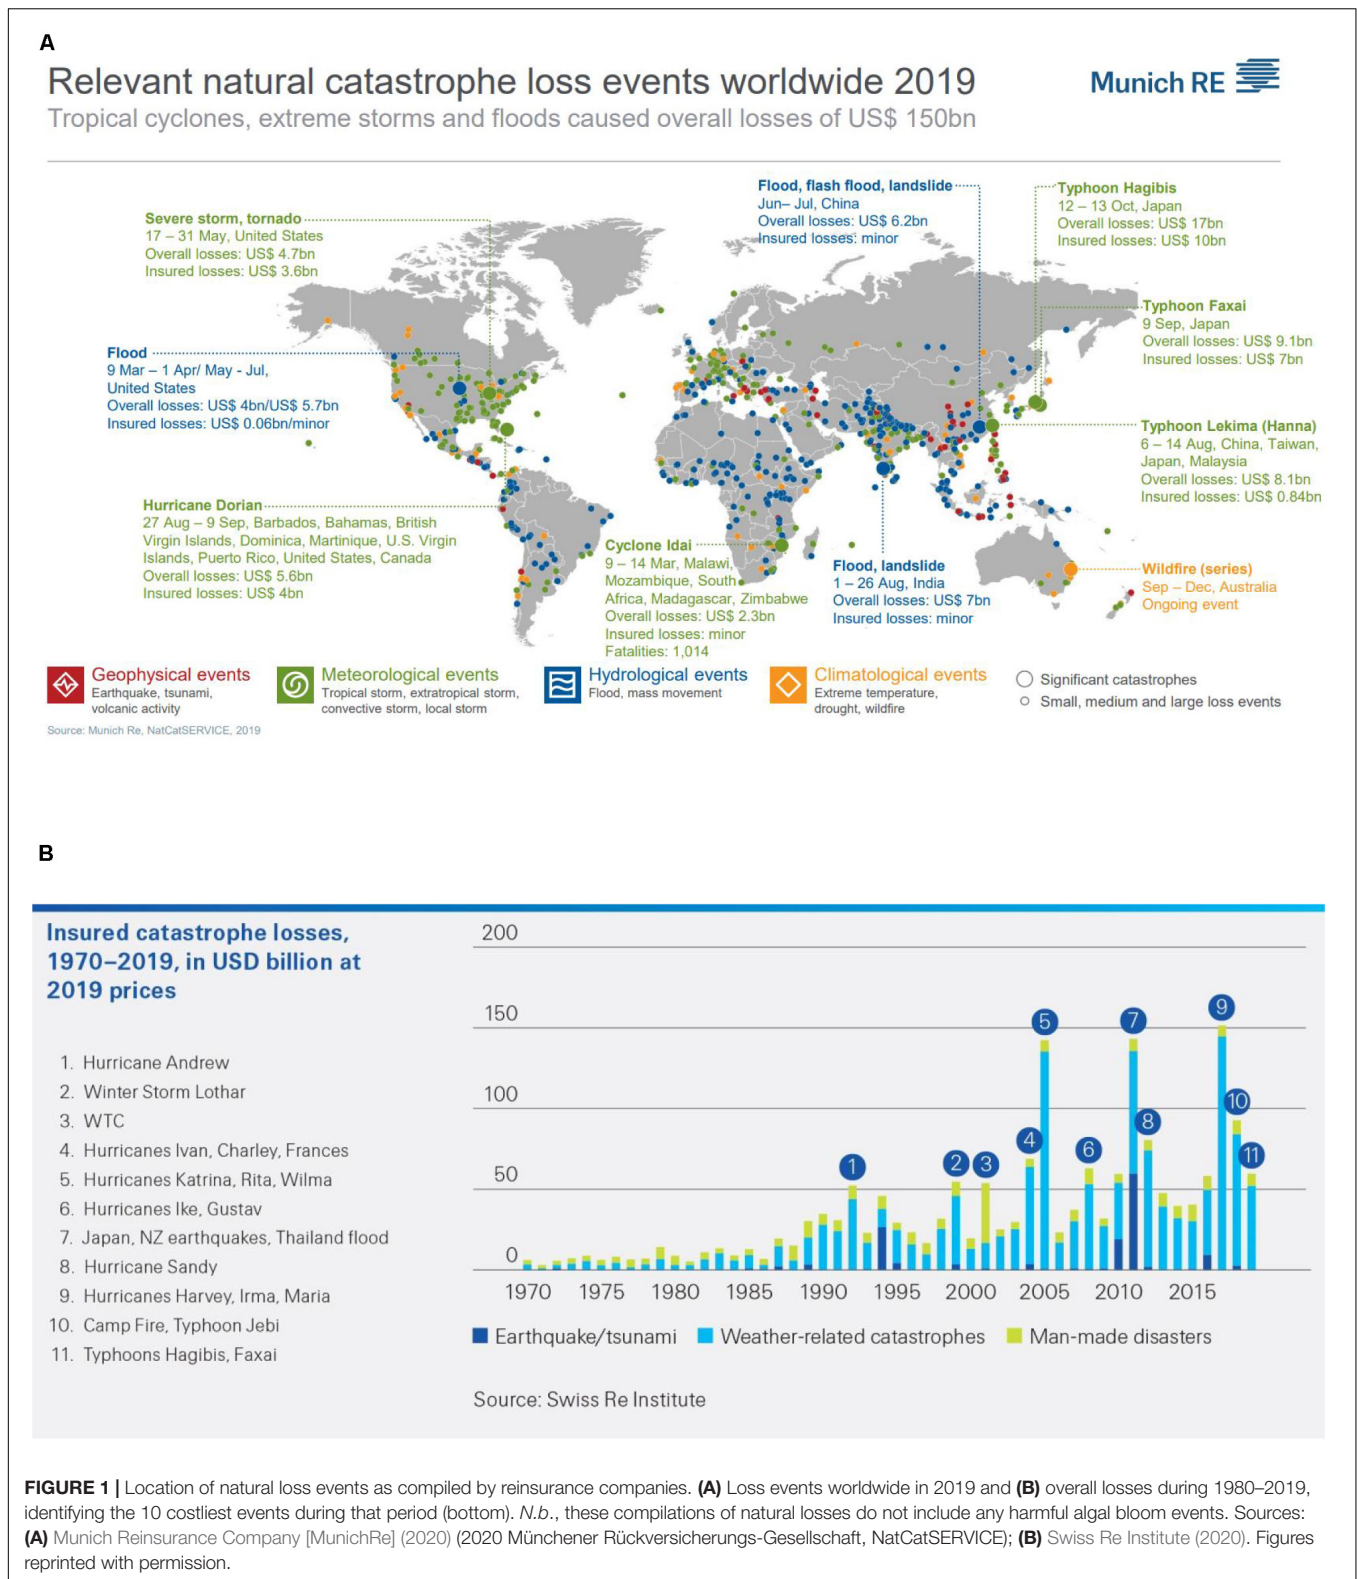 A
Relevant natural catastrophe loss events worldwide 2019
Munich RE
Tropical cyclones, extreme storms and floods caused overall losses of US$ 150bn
Flood, flash flood, landslide
Jun– Jul, China
Overall losses: US$ 6.2bn
Insured losses: minor
Typhoon Hagibis
12 – 13 Oct, Japan
Overall losses: US$ 17bn
Insured losses: US$ 10bn
Severe storm, tornado
17 – 31 May, United States
Overall losses: US$ 4.7bn
Insured losses: US$ 3.6bn
Typhoon Faxai
9 Sep, Japan
Overall losses: US$ 9.1bn
Insured losses: US$ 7bn
Flood
9 Mar – 1 Apr/ May - Jul,
United States
Overall losses: US$ 4bn/US$ 5.7bn
Insured losses: US$ 0.06bn/minor
Typhoon Lekima (Hanna)
6 – 14 Aug, China, Taiwan,
Japan, Malaysia
Overall losses: US$ 8.1bn
Insured losses: US$ 0.84bn
Hurricane Dorian
27 Aug – 9 Sep, Barbados, Bahamas, British
Virgin Islands, Dominica, Martinique, U.S. Virgin
Islands, Puerto Rico, United States, Canada
Overall losses: US$ 5.6bn
Insured losses: US$ 4bn
Cyclone Idai
9 – 14 Mar, Malawi,
Mozambique, South
Africa, Madagascar, Zimbabwe
Overall losses: US$ 2.3bn
Insured losses: minor
Fatalities: 1,014
Flood, landslide
1 – 26 Aug, India
Overall losses: US$ 7bn
Insured losses: minor
Wildfire (series)
Sep – Dec, Australia
Ongoing event
Geophysical events
Earthquake, tsunami,
volcanic activity
Meteorological events
Tropical storm, extratropical storm,
convective storm, local storm
Hydrological events
Flood, mass movement
Climatological events
Extreme temperature,
drought, wildfire
Significant catastrophes
Small, medium and large loss events
Source: Munich Re, NatCatSERVICE, 2019
B
Insured catastrophe losses,
1970–2019, in USD billion at
2019 prices
1. Hurricane Andrew
2. Winter Storm Lothar
3. WTC
4. Hurricanes Ivan, Charley, Frances
5. Hurricanes Katrina, Rita, Wilma
6. Hurricanes Ike, Gustav
7. Japan, NZ earthquakes, Thailand flood
8. Hurricane Sandy
9. Hurricanes Harvey, Irma, Maria
10. Camp Fire, Typhoon Jebi
11. Typhoons Hagibis, Faxai
200
150
100
50
0
1 2 3 4 5 6 7 8 9 10 11
1970 1975 1980 1985 1990 1995 2000 2005 2010 2015
Earthquake/tsunami
Weather-related catastrophes
Man-made disasters
Source: Swiss Re Institute
FIGURE 1 | Location of natural loss events as compiled by reinsurance companies. (A) Loss events worldwide in 2019 and (B) overall losses during 1980–2019,
identifying the 10 costliest events during that period (bottom). N.b., these compilations of natural losses do not include any harmful algal bloom events. Sources:
(A) Munich Reinsurance Company [MunichRe] (2020) (2020 Münchener Rückversicherungs-Gesellschaft, NatCatSERVICE); (B) Swiss Re Institute (2020). Figures
reprinted with permission.